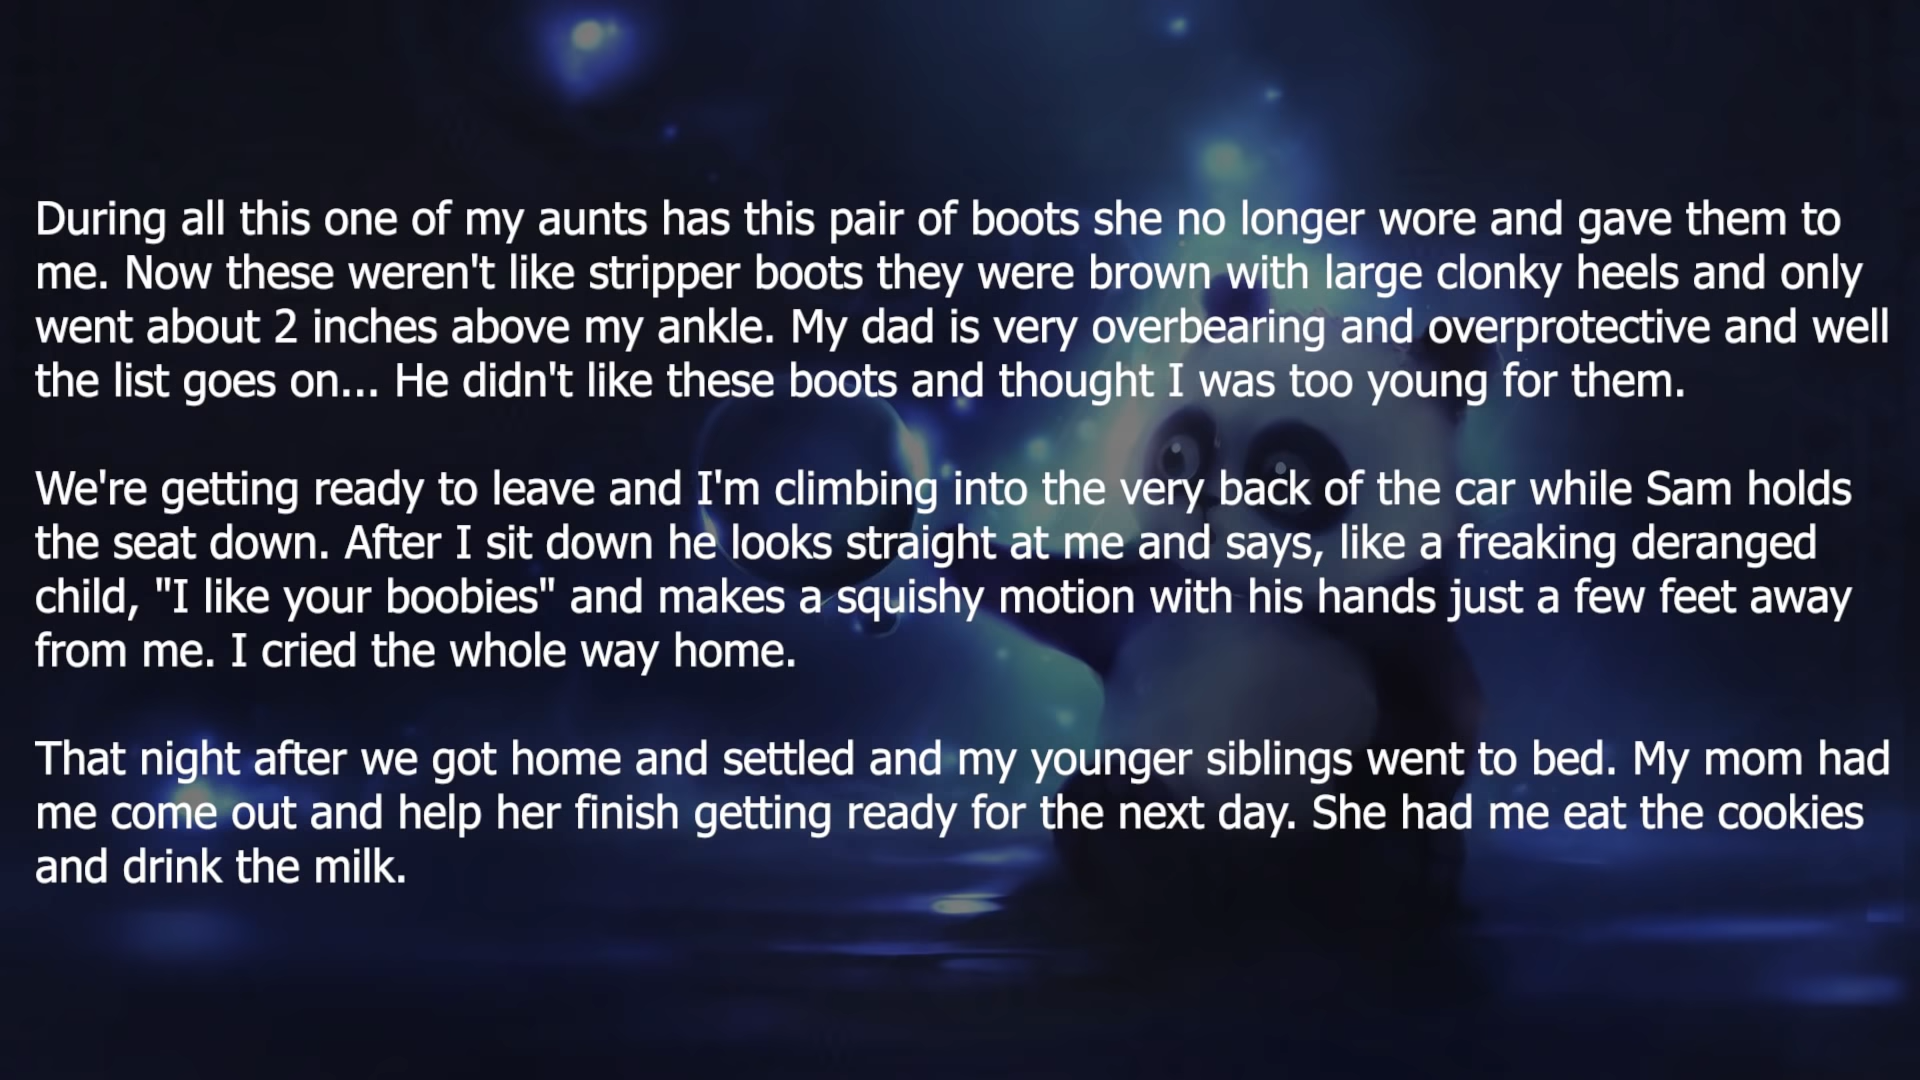 During all this one of my aunts has this pair of boots she no longer wore and gave them to
me. Now these weren't like stripper boots they were brown with large clonky heels and only
went about 2 inches above my ankle. My dad is very overbearing and overprotective and well
the list goes on... He didn't like these boots and thought I was too young for them.
We're getting ready to leave and I'm climbing into the very back of the car while Sam holds
the seat down. After I sit down he looks straight at me and says, like a freaking deranged
child, "I like your boobies" and makes a squishy motion with his hands just a few feet away
from me. I cried the whole way home.
That night after we got home and settled and my younger siblings went to bed. My mom had
me come out and help her finish getting ready for the next day. She had me eat the cookies
and drink the milk.